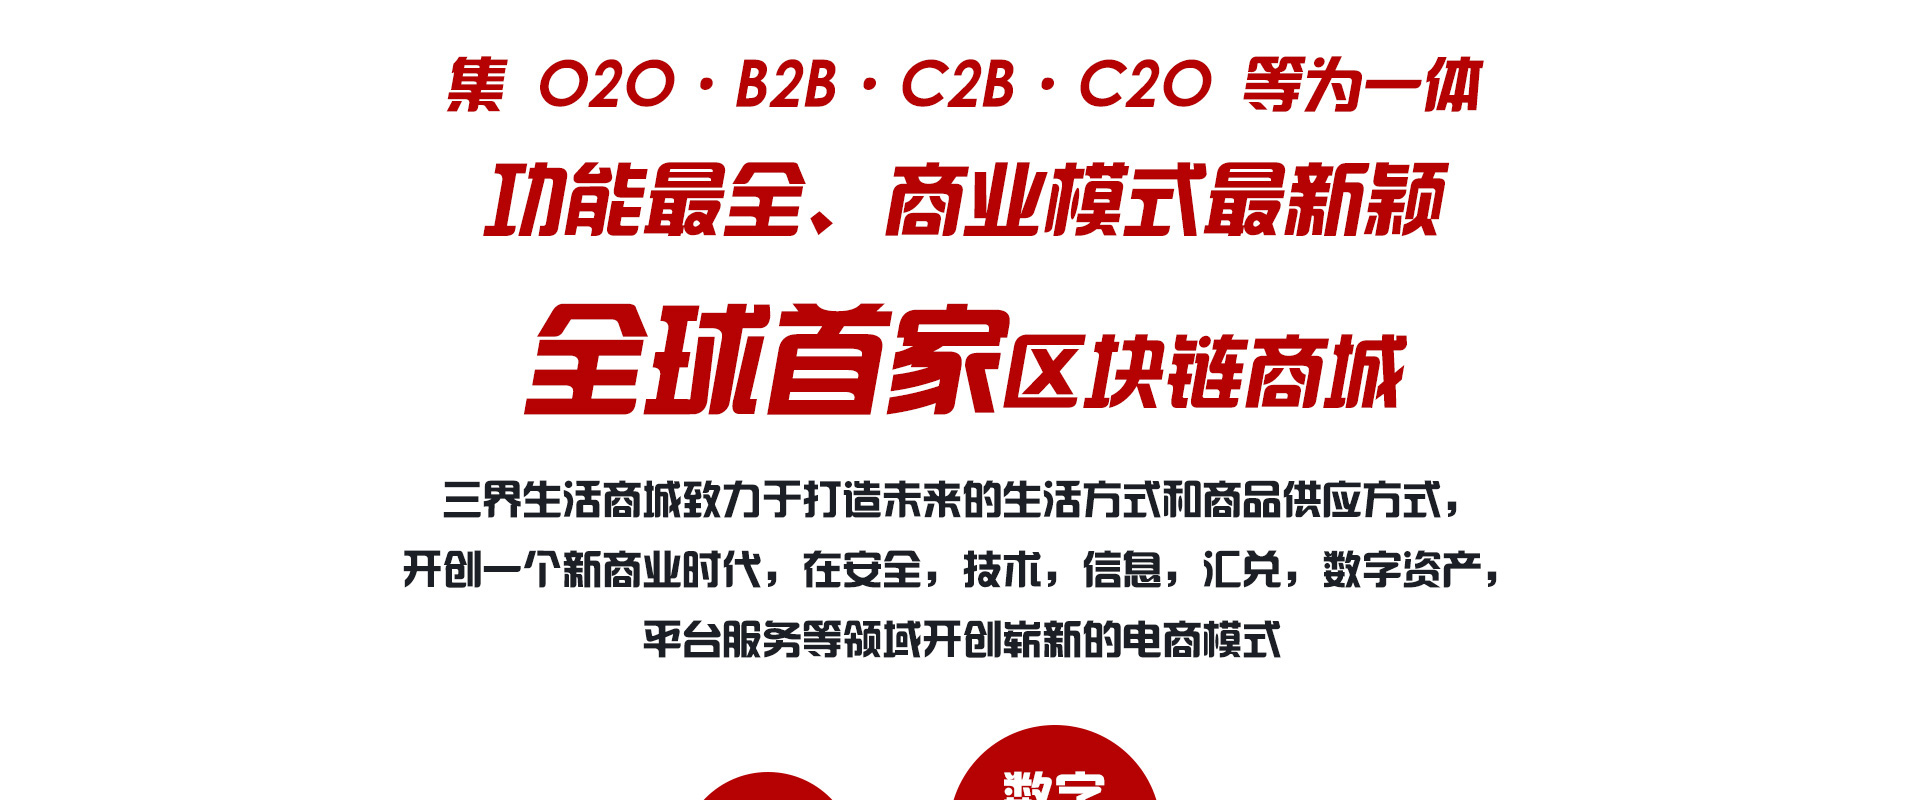 集 O2O · B2B · C2B · C2O 等为一体
功能最全、商业模式最新颖
全球首家区块链商城
三界生活商城致力于打造未来的生活方式和商品供应方式，
开创一个新商业时代，在安全，技术，信息，汇兑，数字资产，
平台服务等领域开创崭新的电商模式
数字